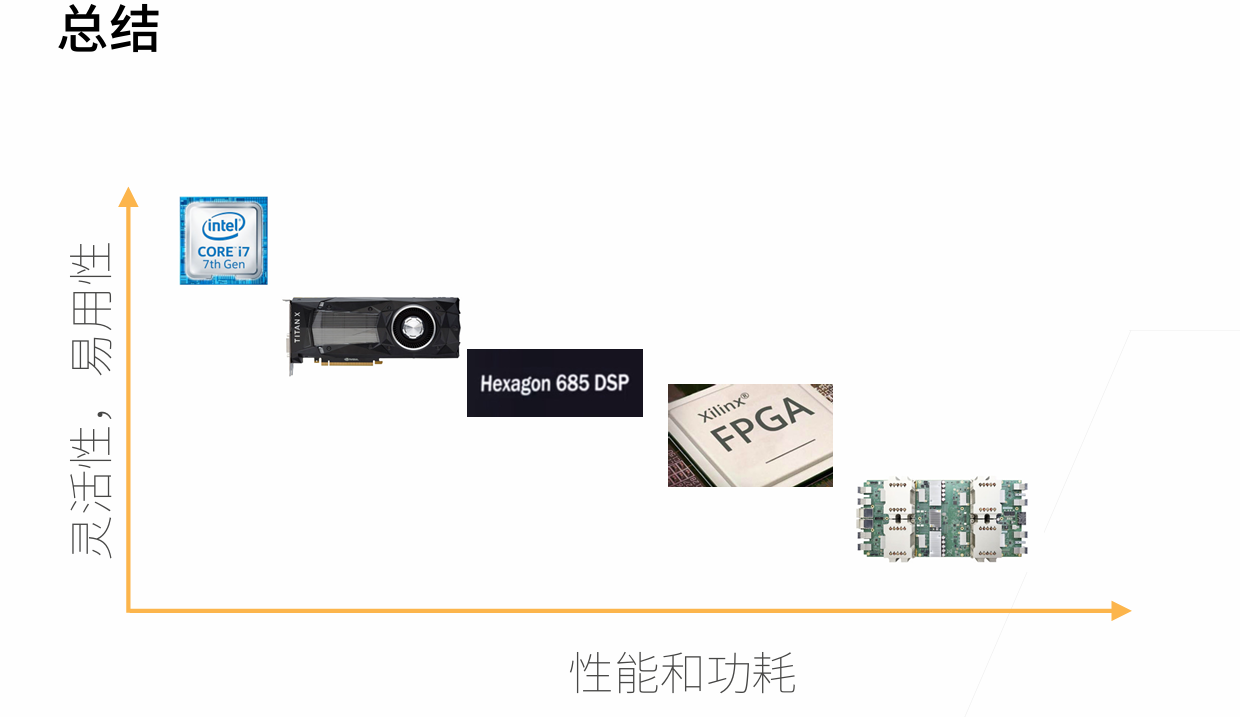 总结
灵活性，易用性
intel
CORE i7
7th Gen
TITAN X
Hexagon 685 DSP
Xilinx®
FPGA
性能和功耗